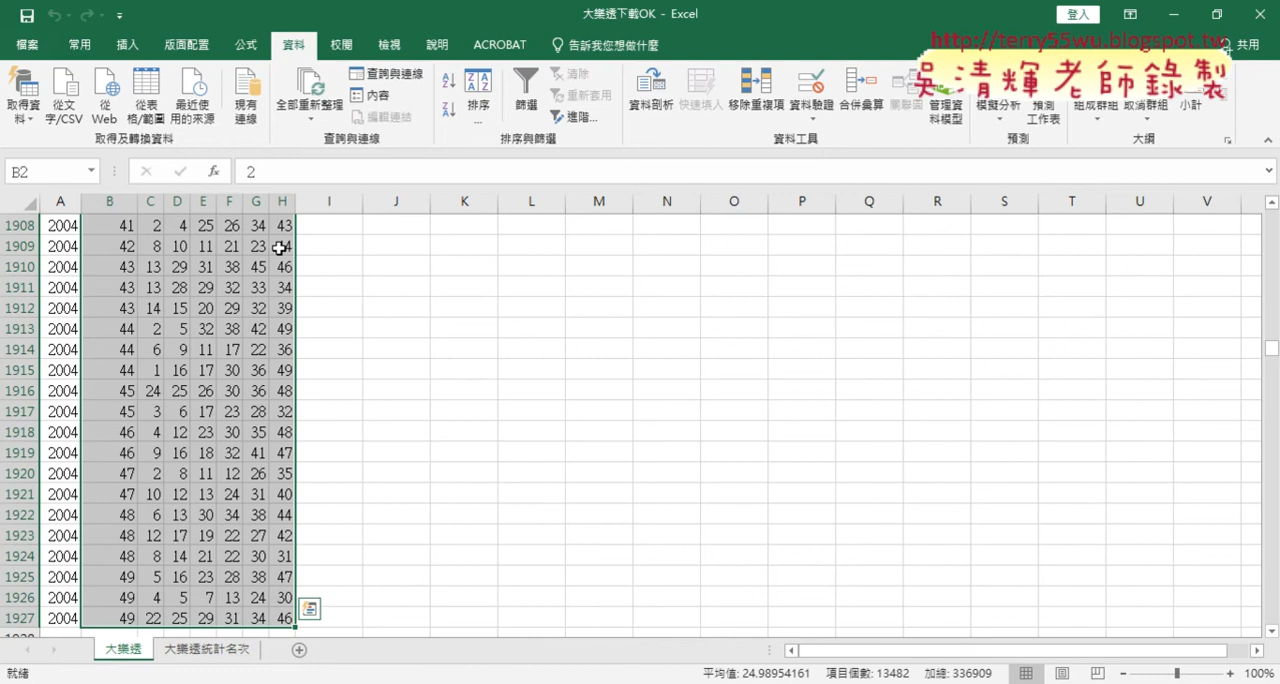 大樂透下載OK - Excel
登入
檔案 常用 插入 版面配置 公式 資料 校閱 檢視 說明 ACROBAT 告訴我您想做什麼 共用
http://terry55wu.blogspot.tw
吳清輝老師錄製
取得資料 從文字/CSV 從Web 從表格/範圍 最近使用的來源 現有連線
取得及轉換資料
全部重新整理 查詢與連線 內容 編輯連結
查詢與連線
排序... 篩選 清除 重新套用 進階...
排序與篩選
資料剖析 快速填入 移除重複項 資料驗證 合併彙算 管理資料模型
資料工具
模擬分析 預測工作表
預測
組成群組 取消群組 小計
大綱
B2 fx 2
A B C D E F G H I J K L M N O P Q R S T U V
1908 2004 41 2 4 25 26 34 43
1909 2004 42 8 10 11 21 23
1910 2004 43 13 29 31 38 45 46
1911 2004 43 13 28 29 32 33 34
1912 2004 43 14 15 20 29 32 39
1913 2004 44 2 5 32 38 42 49
1914 2004 44 6 9 11 17 22 36
1915 2004 44 1 16 17 30 36 49
1916 2004 45 24 25 26 30 36 48
1917 2004 45 3 6 17 23 28 32
1918 2004 46 4 12 23 30 35 48
1919 2004 46 9 16 18 32 41 47
1920 2004 47 2 8 11 12 26 35
1921 2004 47 10 12 13 24 31 40
1922 2004 48 6 13 30 34 38 44
1923 2004 48 12 17 19 22 27 42
1924 2004 48 8 14 21 22 30 31
1925 2004 49 5 16 23 28 38 47
1926 2004 49 4 5 7 13 24 30
1927 2004 49 22 25 29 31 34 46
大樂透 大樂透統計名次
就緒 平均值: 24.98954161 項目個數: 13482 加總: 336909 100%